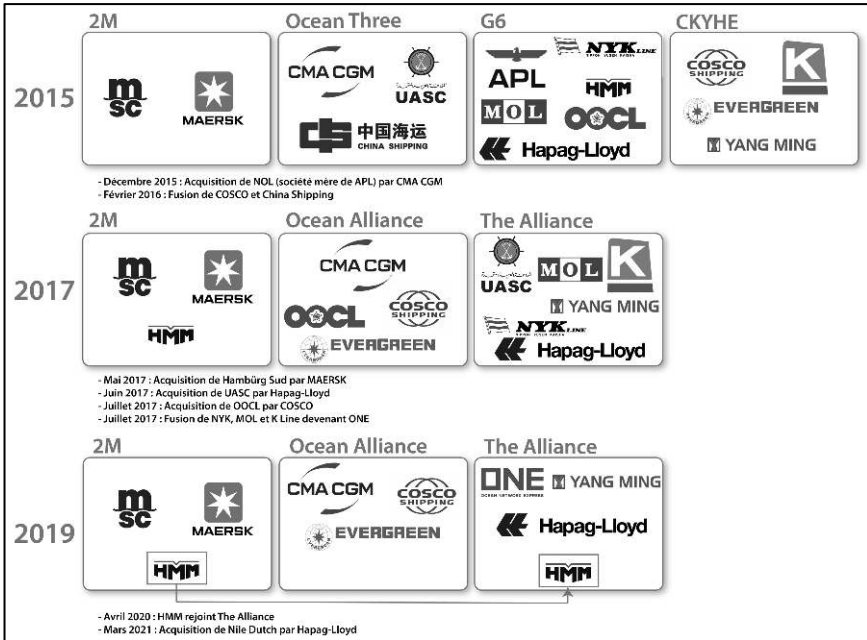 2M
Ocean Three
G6
CKYHE
2015
msc
MAERSK
CMA CGM
UASC
中国海运
CHINA SHIPPING
APL
NYK LINE
HMM
MOL
OOCL
Hapag-Lloyd
COSCO
SHIPPING
K
EVERGREEN
YANG MING
- Décembre 2015 : Acquisition de NOL (société mère de APL) par CMA CGM
- Février 2016 : Fusion de COSCO et China Shipping
2M
Ocean Alliance
The Alliance
2017
msc
MAERSK
HMM
CMA CGM
OOCL
COSCO
SHIPPING
EVERGREEN
UASC
MOL
K
YANG MING
NYK LINE
Hapag-Lloyd
- Mai 2017 : Acquisition de Hambürg Sud par MAERSK
- Juin 2017 : Acquisition de UASC par Hapag-Lloyd
- Juillet 2017 : Acquisition de OOCL par COSCO
- Juillet 2017 : Fusion de NYK, MOL et K Line devenant ONE
2M
Ocean Alliance
The Alliance
2019
msc
MAERSK
HMM
CMA CGM
COSCO
SHIPPING
EVERGREEN
ONE
OCEAN NETWORK EXPRESS
YANG MING
Hapag-Lloyd
HMM
- Avril 2020 : HMM rejoint The Alliance
- Mars 2021 : Acquisition de Nile Dutch par Hapag-Lloyd